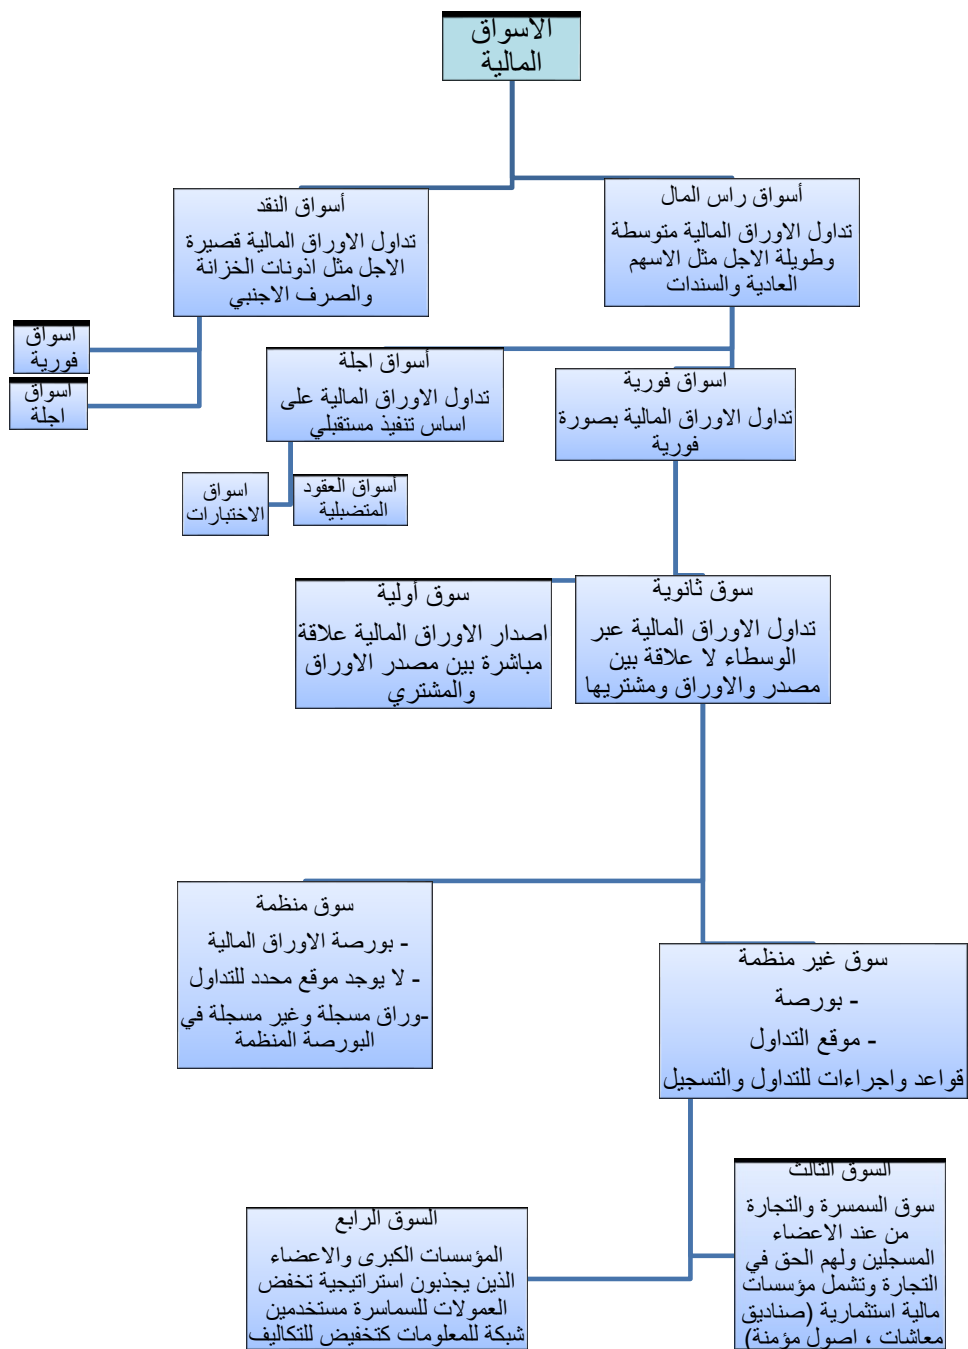 الاسواق
المالية
أسواق راس المال
تداول الاوراق المالية متوسطة
وطويلة الاجل مثل الاسهم
العادية والسندات
أسواق النقد
تداول الاوراق المالية قصيرة
الاجل مثل اذونات الخزانة
والصرف الاجنبي
اسواق
فورية
اسواق
اجلة
اسواق فورية
تداول الاوراق المالية بصورة
فورية
أسواق اجلة
تداول الاوراق المالية على
اساس تنفيذ مستقبلي
أسواق العقود
المتضبلية
اسواق
الاختبارات
سوق ثانوية
تداول الاوراق المالية عبر
الوسطاء لا علاقة بين
مصدر والاوراق ومشتريها
سوق أولية
اصدار الاوراق المالية علاقة
مباشرة بين مصدر الاوراق
والمشتري
سوق منظمة
- بورصة الاوراق المالية
- لا يوجد موقع محدد للتداول
-وراق مسجلة وغير مسجلة في
البورصة المنظمة
سوق غير منظمة
- بورصة
- موقع التداول
قواعد واجراءات للتداول والتسجيل
السوق الثالث
سوق السمسرة والتجارة
من عند الاعضاء
المسجلين ولهم الحق في
التجارة وتشمل مؤسسات
مالية استثمارية (صناديق
معاشات ، اصول مؤمنة)
السوق الرابع
المؤسسات الكبرى والاعضاء
الذين يجذبون استراتيجية تخفض
العمولات للسماسرة مستخدمين
شبكة للمعلومات كتخفيض للتكاليف